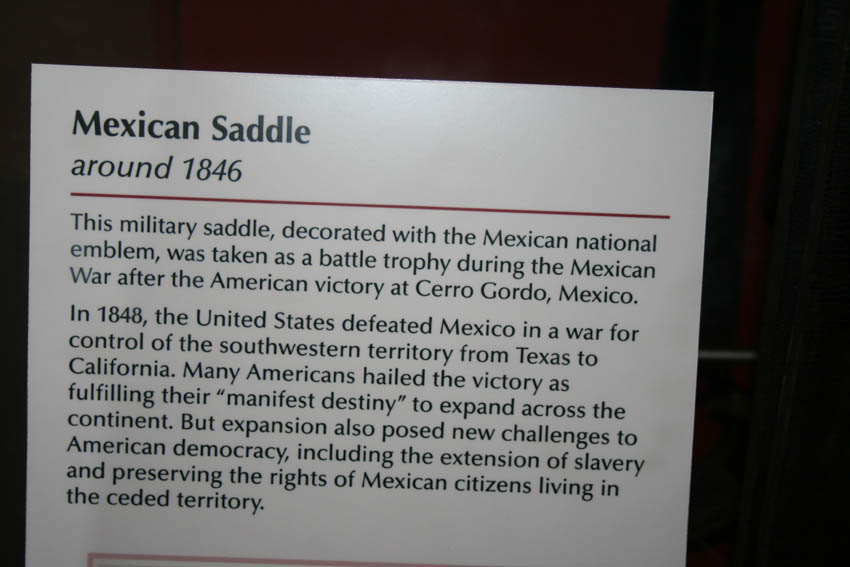 Mexican Saddle
around 1846
This military saddle, decorated with the Mexican national
emblem, was taken as a battle trophy during the Mexican
War after the American victory at Cerro Gordo, Mexico.
In 1848, the United States defeated Mexico in a war for
control of the southwestern territory from Texas to
California. Many Americans hailed the victory as
fulfilling their “manifest destiny” to expand across the
continent. But expansion also posed new challenges to
American democracy, including the extension of slavery
and preserving the rights of Mexican citizens living in
the ceded territory.